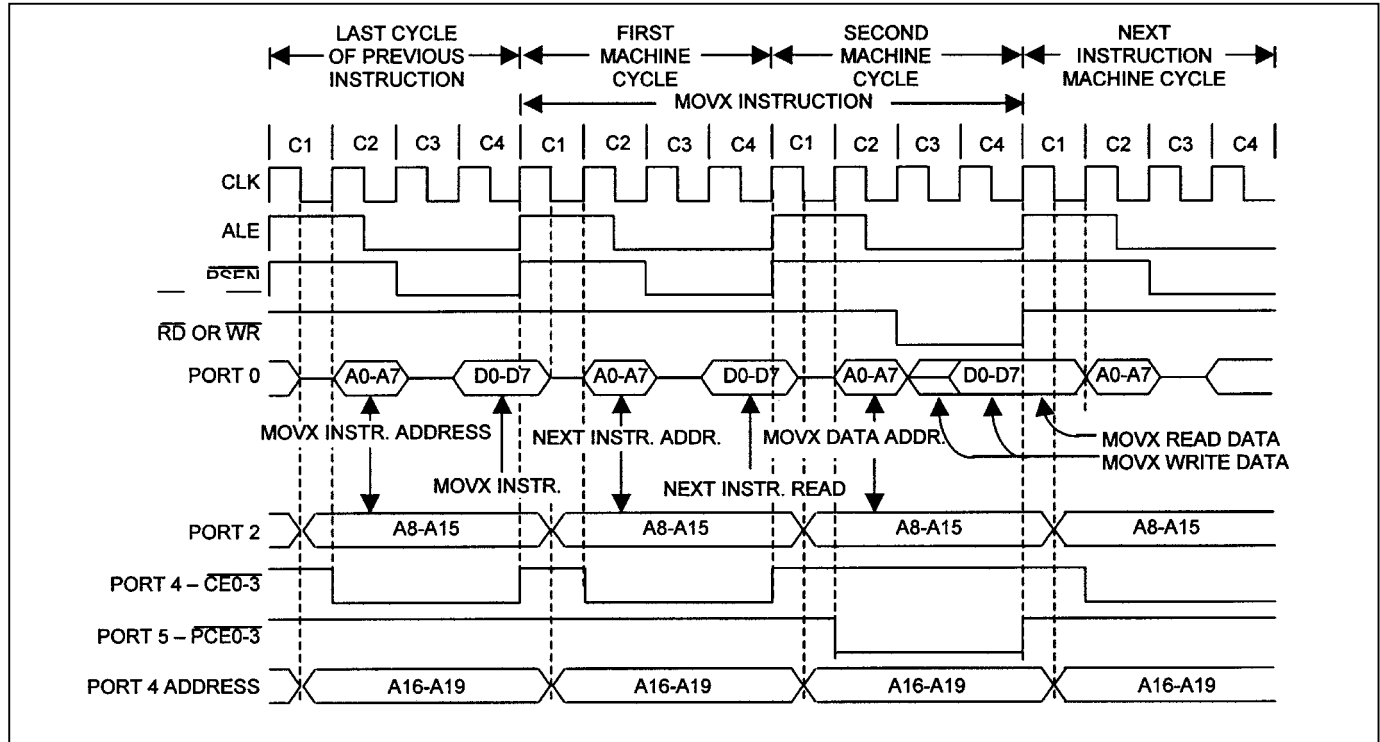 LAST CYCLE
OF PREVIOUS
INSTRUCTION
FIRST
MACHINE
CYCLE
SECOND
MACHINE
CYCLE
NEXT
INSTRUCTION
MACHINE CYCLE
MOVX INSTRUCTION
C1 C2 C3 C4 C1 C2 C3 C4 C1 C2 C3 C4 C1 C2 C3 C4
CLK
ALE
PSEN
RD OR WR
PORT 0 A0-A7 D0-D7 A0-A7 D0-D7 A0-A7 D0-D7 A0-A7
MOVX INSTR. ADDRESS NEXT INSTR. ADDR. MOVX DATA ADDR. MOVX READ DATA
MOVX WRITE DATA
MOVX INSTR. NEXT INSTR. READ
PORT 2 A8-A15 A8-A15 A8-A15 A8-A15
PORT 4 – CE0-3
PORT 5 – PCE0-3
PORT 4 ADDRESS A16-A19 A16-A19 A16-A19 A16-A19